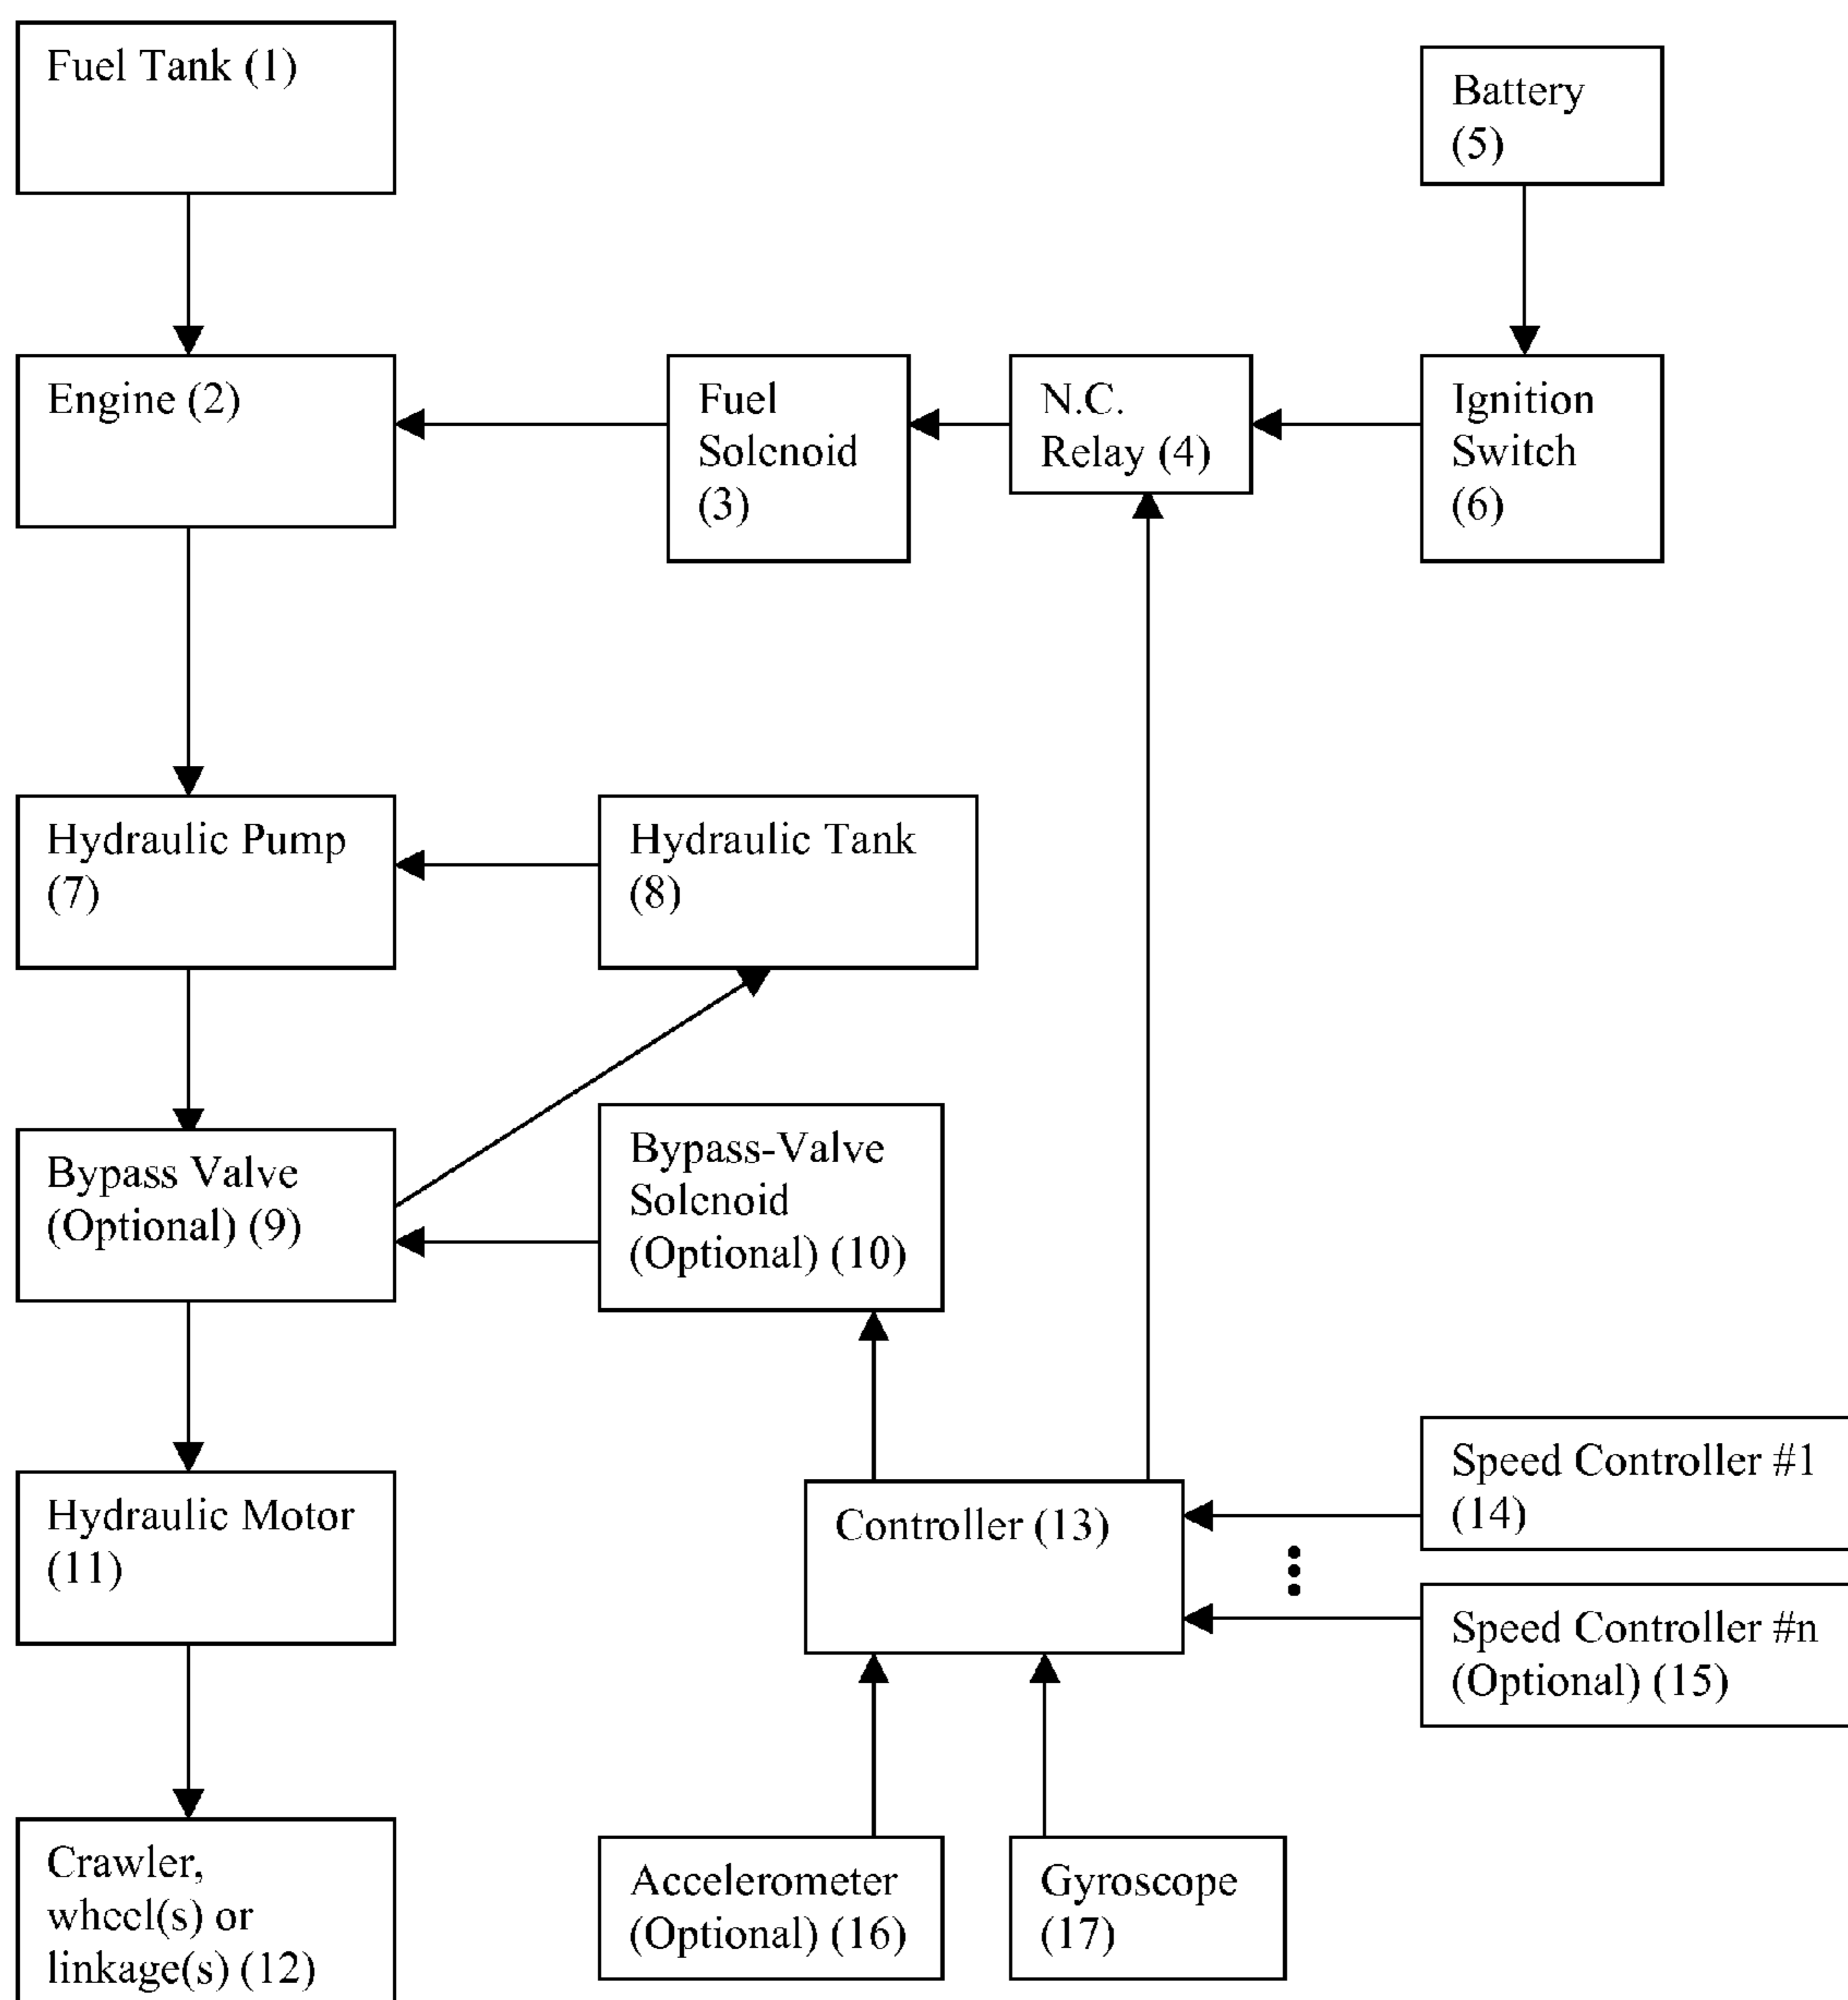 Fuel Tank (1)
Battery
(5)
Engine (2)
Fuel
Solenoid
(3)
N.C.
Relay (4)
Ignition
Switch
(6)
Hydraulic Pump
(7)
Hydraulic Tank
(8)
Bypass Valve
(Optional) (9)
Bypass-Valve
Solenoid
(Optional) (10)
Hydraulic Motor
(11)
Controller (13)
Speed Controller #1
(14)
Speed Controller #n
(Optional) (15)
Crawler,
wheel(s) or
linkage(s) (12)
Accelerometer
(Optional) (16)
Gyroscope
(17)